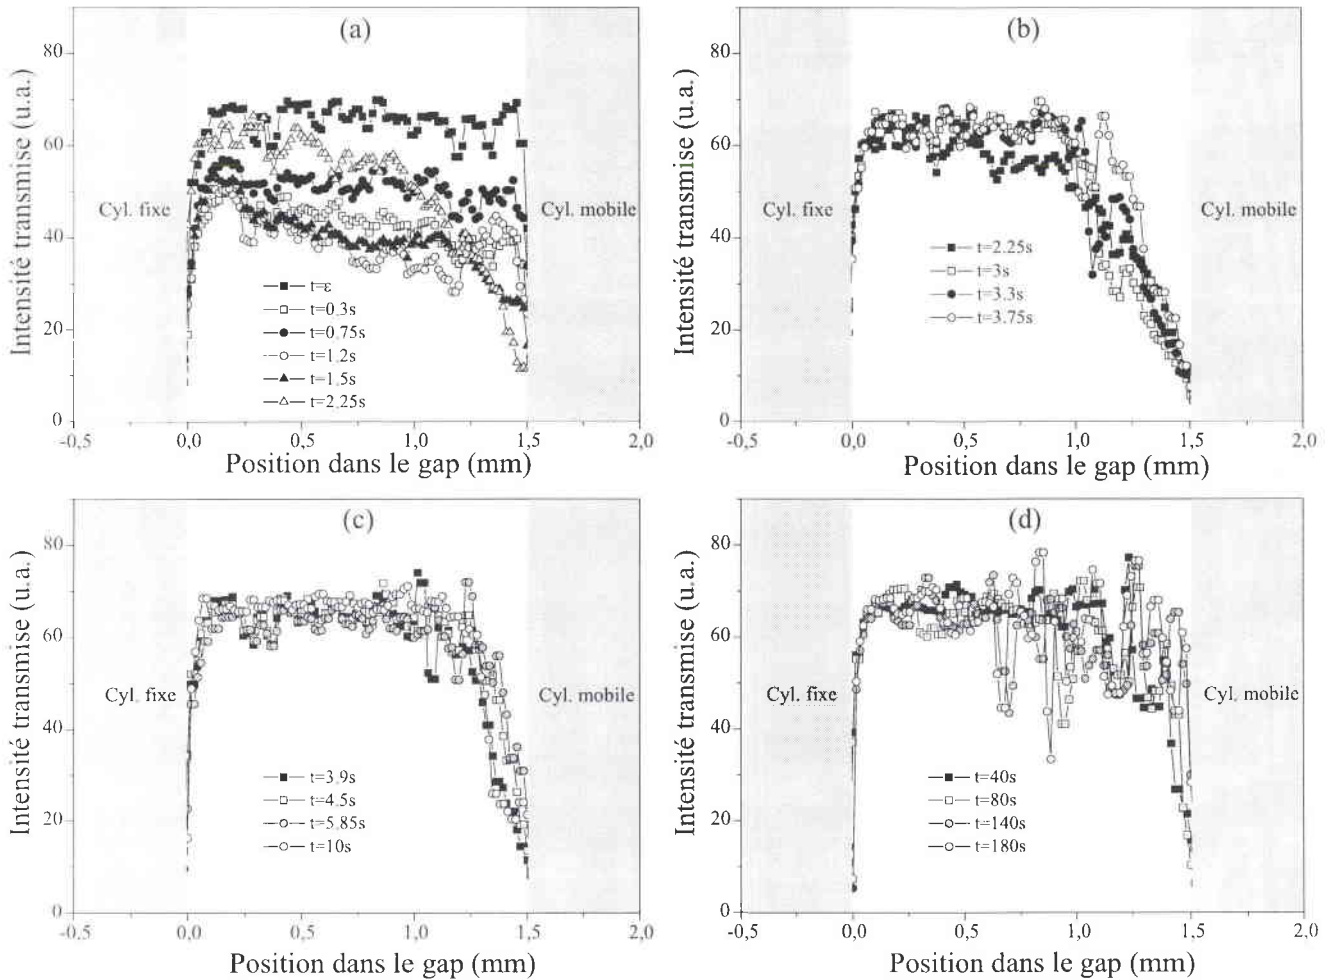 (a)
Intensité transmise (u.a.)
80
60
40
20
0
Cyl. fixe
Cyl. mobile
t=ε
t=0.3s
t=0.75s
t=1.2s
t=1.5s
t=2.25s
-0,5 0,0 0,5 1,0 1,5 2,0
Position dans le gap (mm)
(b)
Intensité transmise (u.a.)
80
60
40
20
0
Cyl. fixe
Cyl. mobile
t=2.25s
t=3s
t=3.3s
t=3.75s
-0,5 0,0 0,5 1,0 1,5 2,0
Position dans le gap (mm)
(c)
Intensité transmise (u.a.)
80
60
40
20
0
Cyl. fixe
Cyl. mobile
t=3.9s
t=4.5s
t=5.85s
t=10s
-0,5 0,0 0,5 1,0 1,5 2,0
Position dans le gap (mm)
(d)
Intensité transmise (u.a.)
80
60
40
20
0
Cyl. fixe
Cyl. mobile
t=40s
t=80s
t=140s
t=180s
-0,5 0,0 0,5 1,0 1,5 2,0
Position dans le gap (mm)